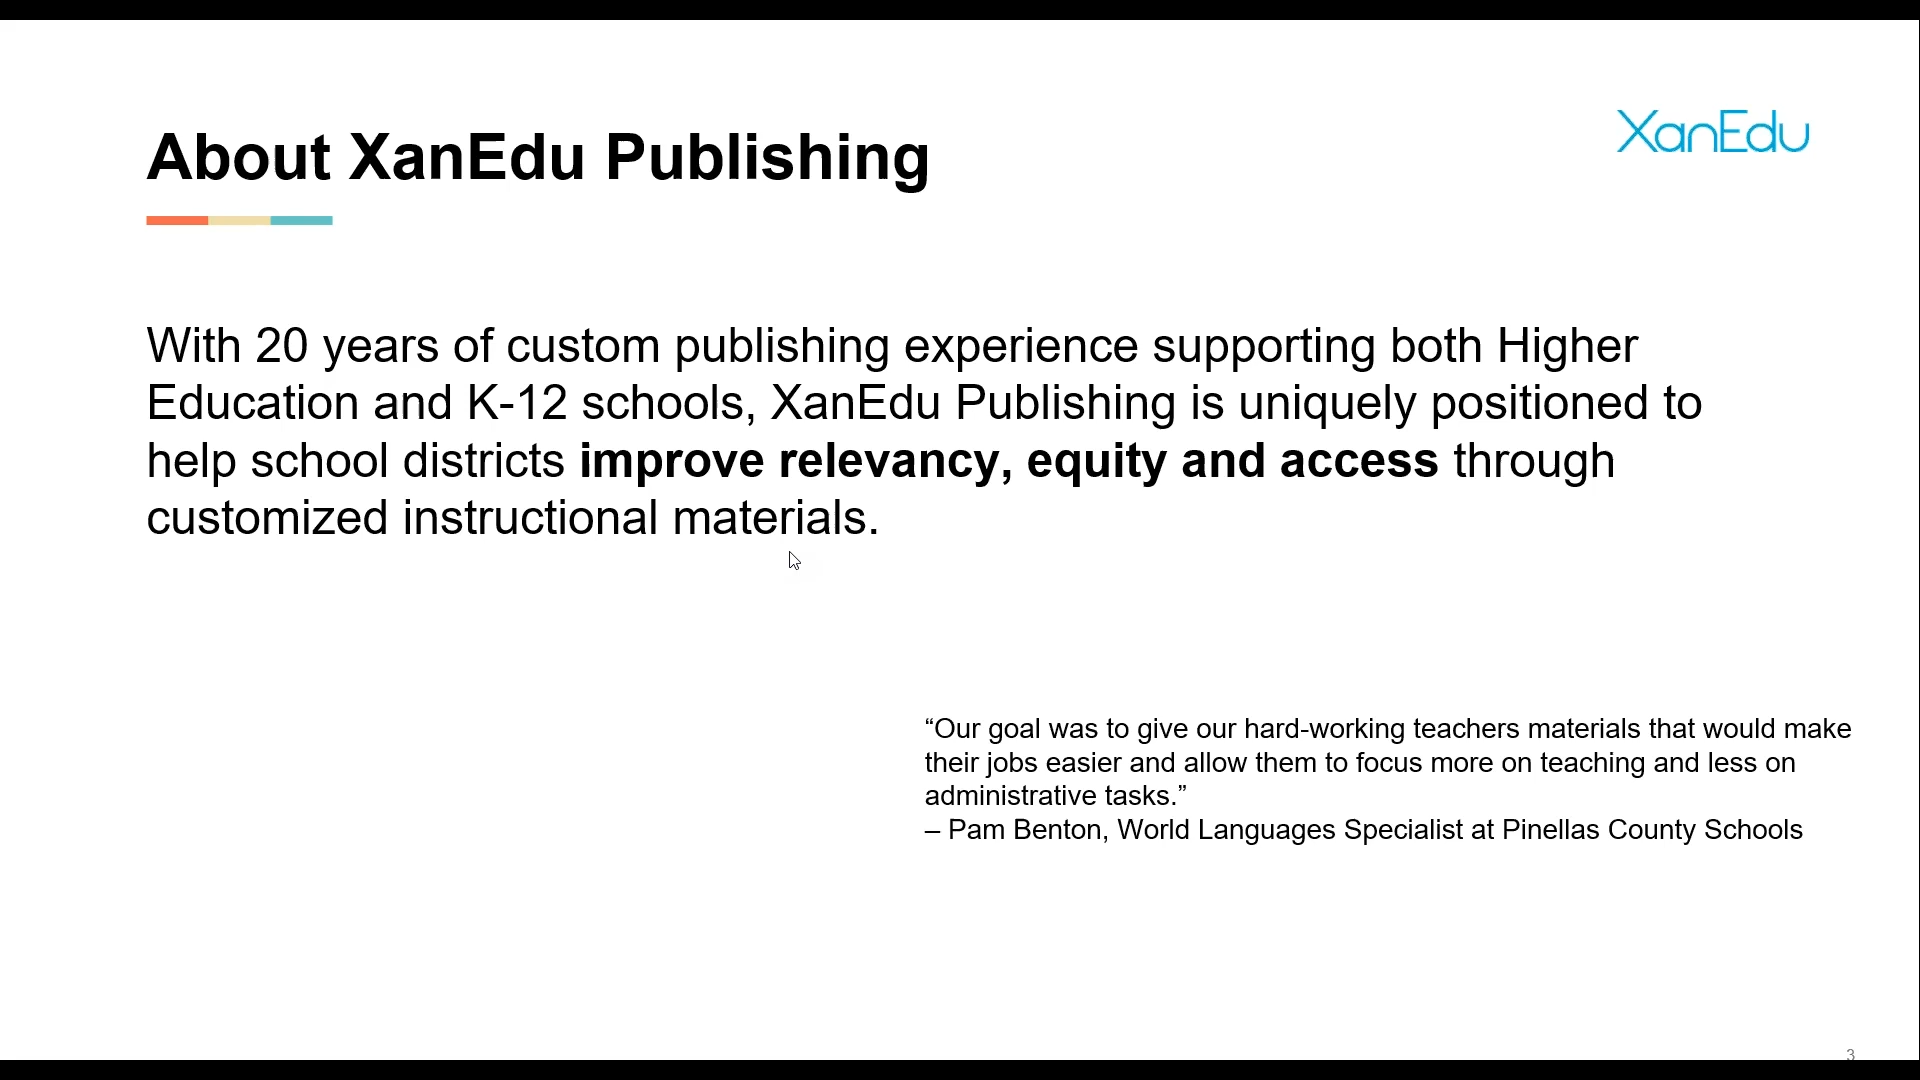 XanEdu
About XanEdu Publishing
With 20 years of custom publishing experience supporting both Higher
Education and K-12 schools, XanEdu Publishing is uniquely positioned to
help school districts improve relevancy, equity and access through
customized instructional materials.
“Our goal was to give our hard-working teachers materials that would make
their jobs easier and allow them to focus more on teaching and less on
administrative tasks.”
– Pam Benton, World Languages Specialist at Pinellas County Schools
3